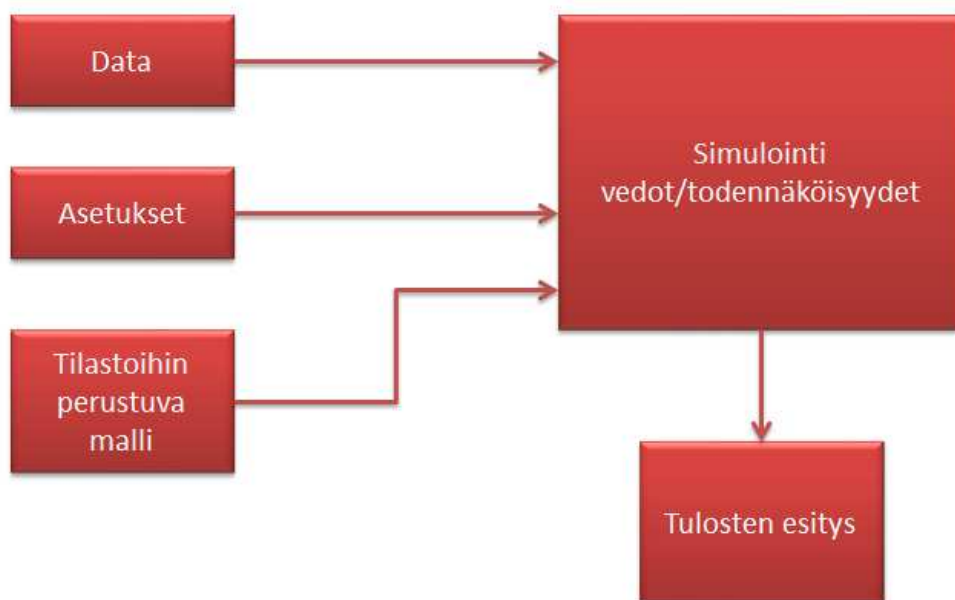 Data
Asetukset
Tilastoihin
perustuva
malli
Simulointi
vedot/todennäköisyydet
Tulosten esitys